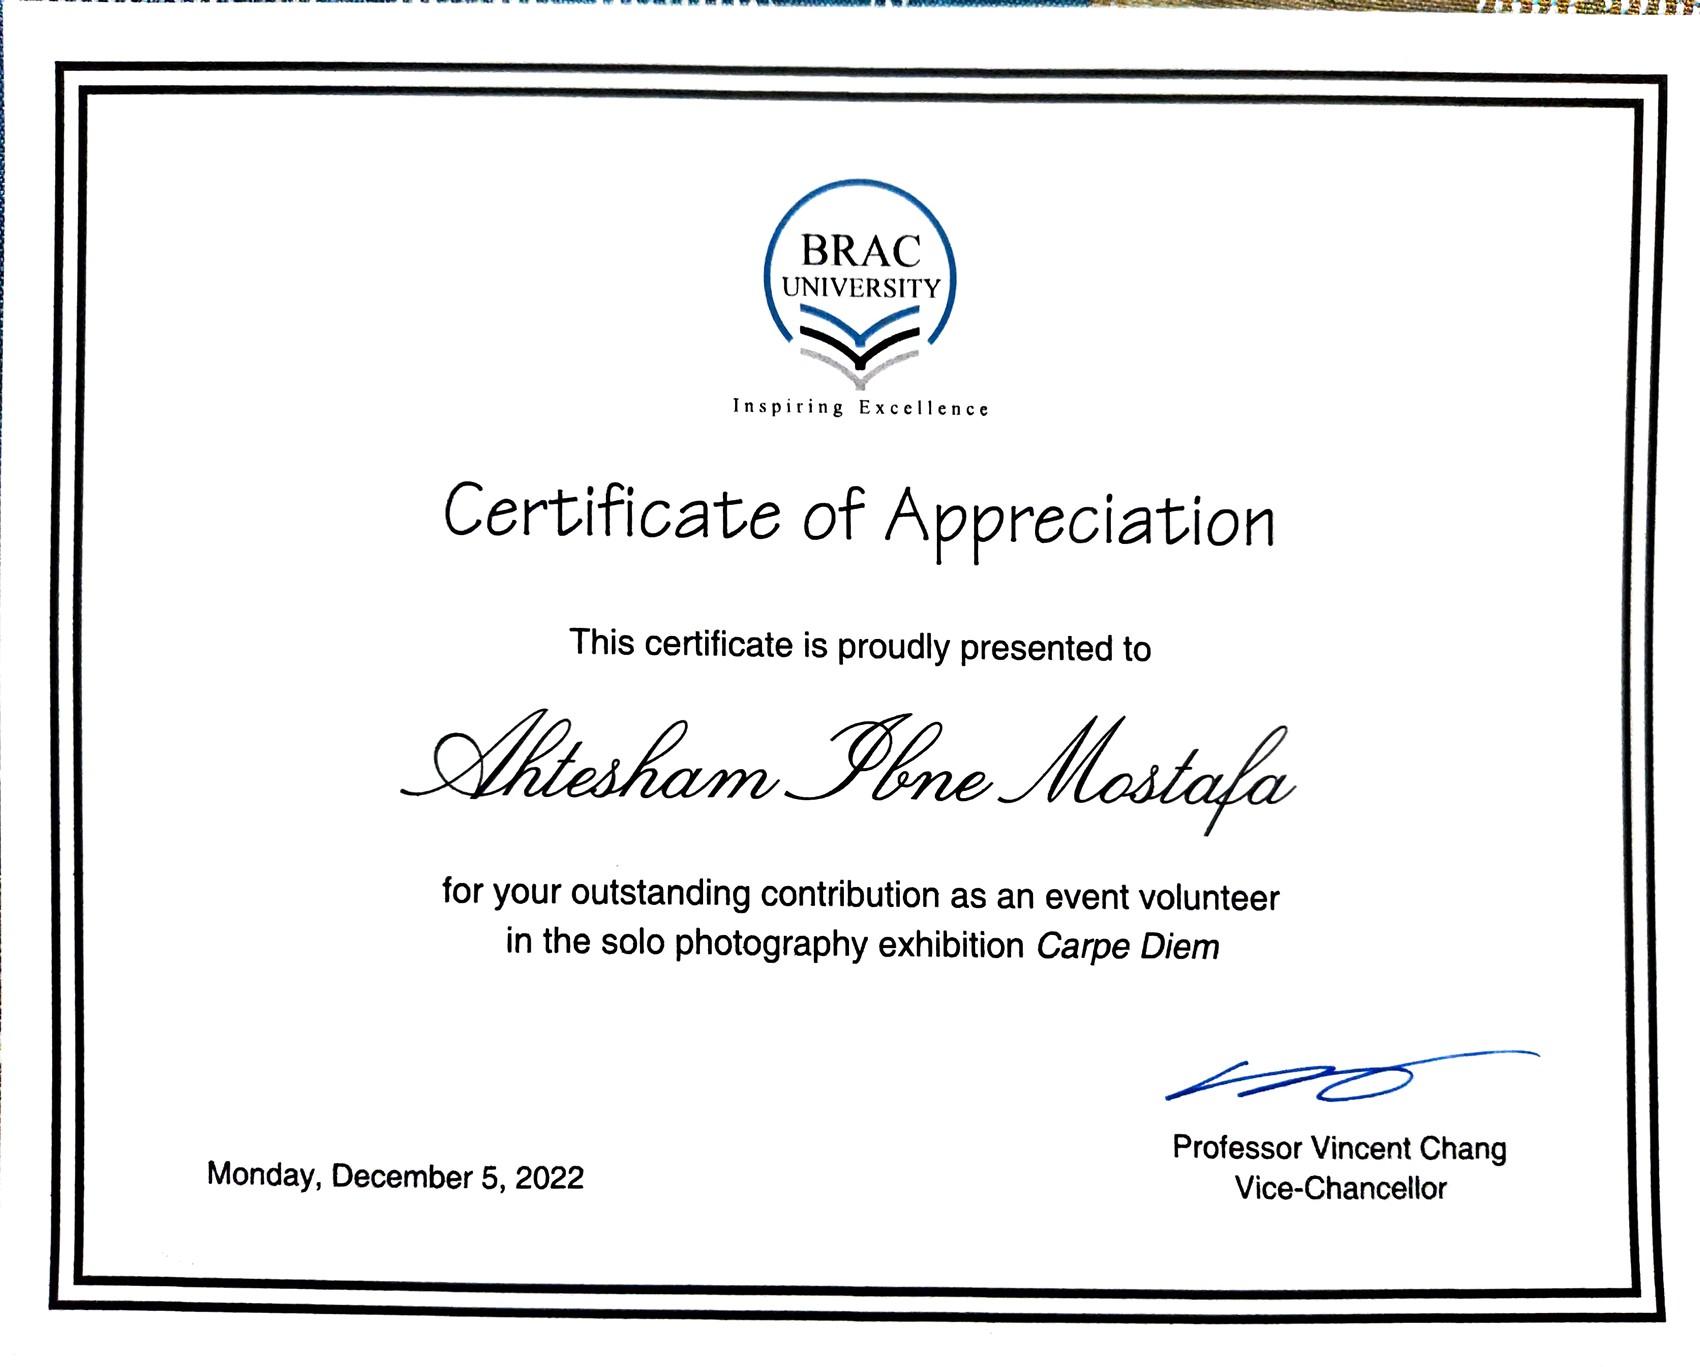 BRAC
UNIVERSITY
Inspiring Excellence
Certificate of Appreciation
This certificate is proudly presented to
Ahtesham Ibne Mostafa
for your outstanding contribution as an event volunteer
in the solo photography exhibition Carpe Diem
Monday, December 5, 2022
Professor Vincent Chang
Vice-Chancellor